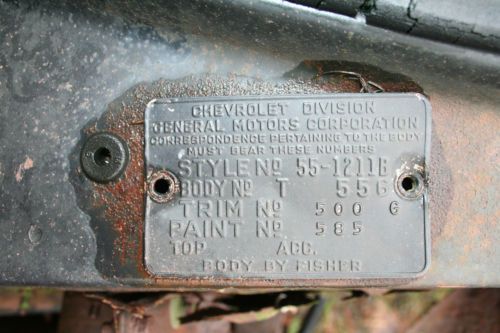 CHEVROLET DIVISION
GENERAL MOTORS CORPORATION
CORRESPONDENCE PERTAINING TO THE BODY
MUST BEAR THESE NUMBERS
STYLE Nº 55-1211B
BODY Nº T 556
TRIM Nº 500 G
PAINT Nº 585
TOP ACC.
BODY BY FISHER